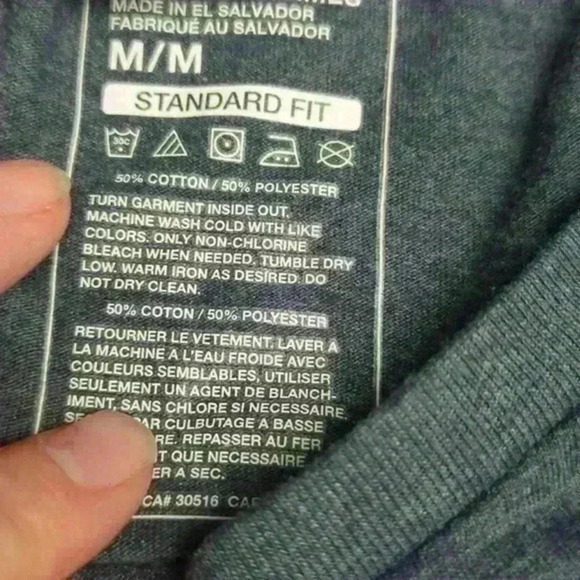 MADE IN EL SALVADOR
FABRIQUÉ AU SALVADOR
M/M
STANDARD FIT
30C
50% COTTON / 50% POLYESTER
TURN GARMENT INSIDE OUT.
MACHINE WASH COLD WITH LIKE
COLORS. ONLY NON-CHLORINE
BLEACH WHEN NEEDED. TUMBLE DRY
LOW. WARM IRON AS DESIRED. DO
NOT DRY CLEAN.
50% COTON / 50% POLYESTER
RETOURNER LE VETEMENT. LAVER A
LA MACHINE A L'EAU FROIDE AVEC
COULEURS SEMBLABLES, UTILISER
SEULEMENT UN AGENT DE BLANCH-
IMENT, SANS CHLORE SI NECESSAIRE.
PAR CULBUTAGE A BASSE
RE. REPASSER AU FER
IT QUE NECESSAIRE
ER A SEC.
CA# 30516